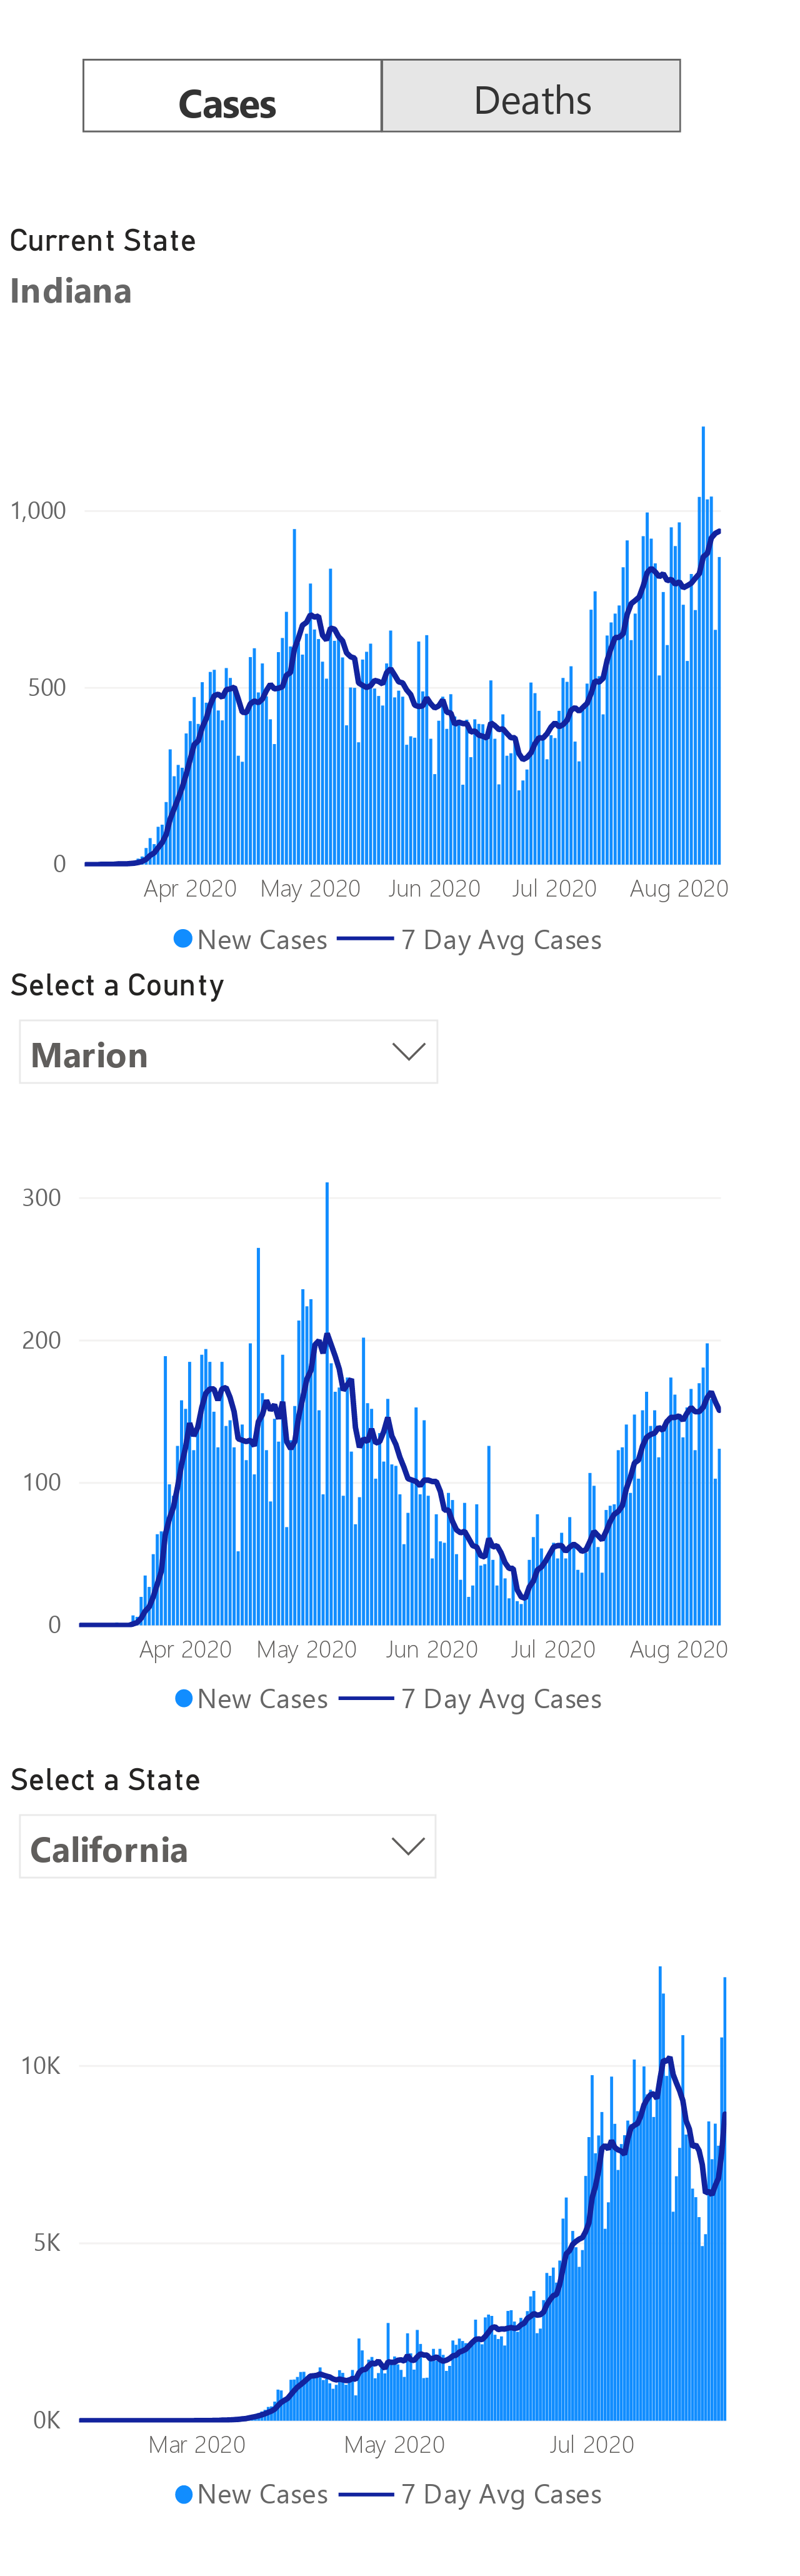 Cases Deaths
Current State
Indiana
1,000
500
0
Apr 2020 May 2020 Jun 2020 Jul 2020 Aug 2020
New Cases 7 Day Avg Cases
Select a County
Marion
300
200
100
0
Apr 2020 May 2020 Jun 2020 Jul 2020 Aug 2020
New Cases 7 Day Avg Cases
Select a State
California
10K
5K
0K
Mar 2020 May 2020 Jul 2020
New Cases 7 Day Avg Cases